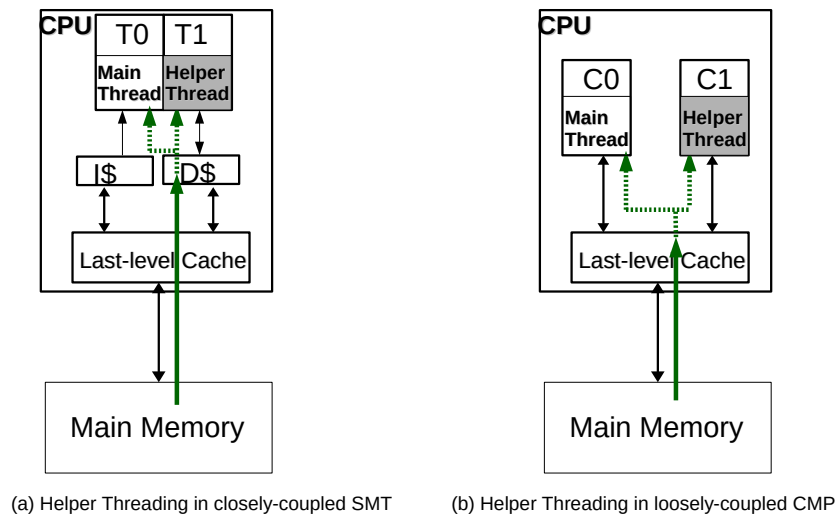 CPU
T0 T1
Main Thread
Helper Thread
I$ D$
Last-level Cache
Main Memory
(a) Helper Threading in closely-coupled SMT
CPU
C0 C1
Main Thread
Helper Thread
Last-level Cache
Main Memory
(b) Helper Threading in loosely-coupled CMP